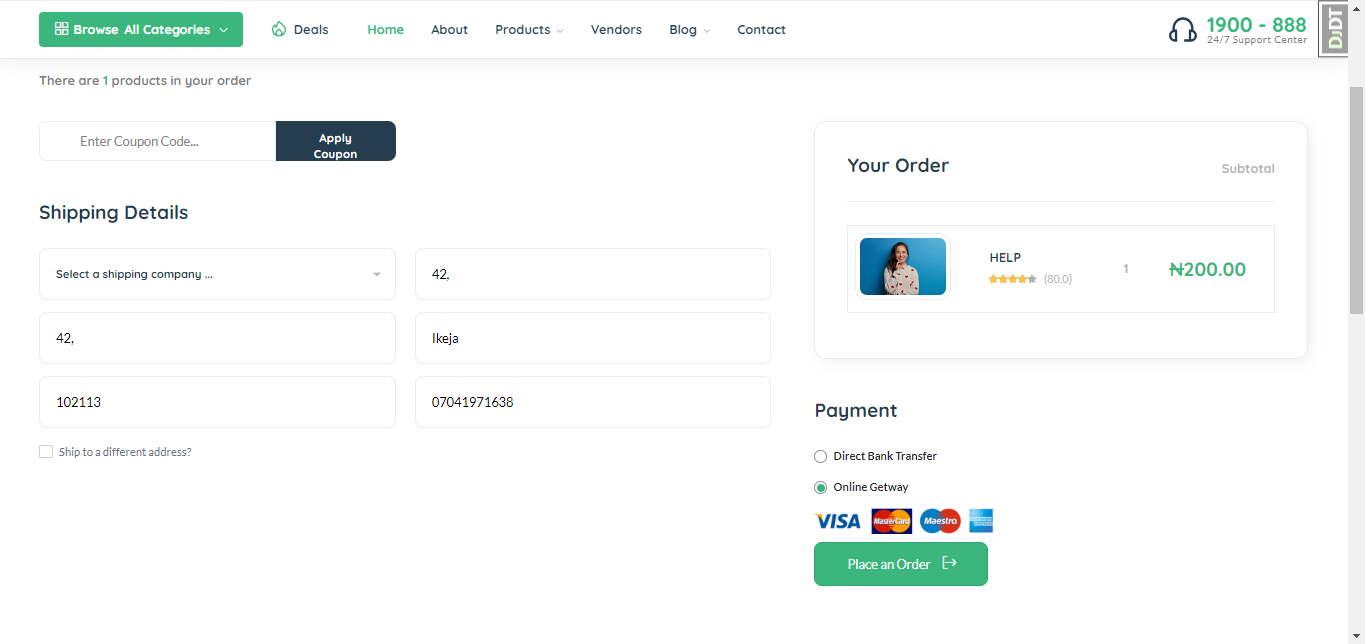 Browse All Categories
Deals
Home
About
Products
Vendors
Blog
Contact
1900 - 888
24/7 Support Center
DjDT
There are 1 products in your order
Enter Coupon Code...
Apply
Coupon
Shipping Details
Select a shipping company ...
42,
42,
Ikeja
102113
07041971638
Ship to a different address?
Your Order
Subtotal
HELP
(80.0)
1
₦200.00
Payment
Direct Bank Transfer
Online Getway
VISA
MasterCard
Maestro
Place an Order